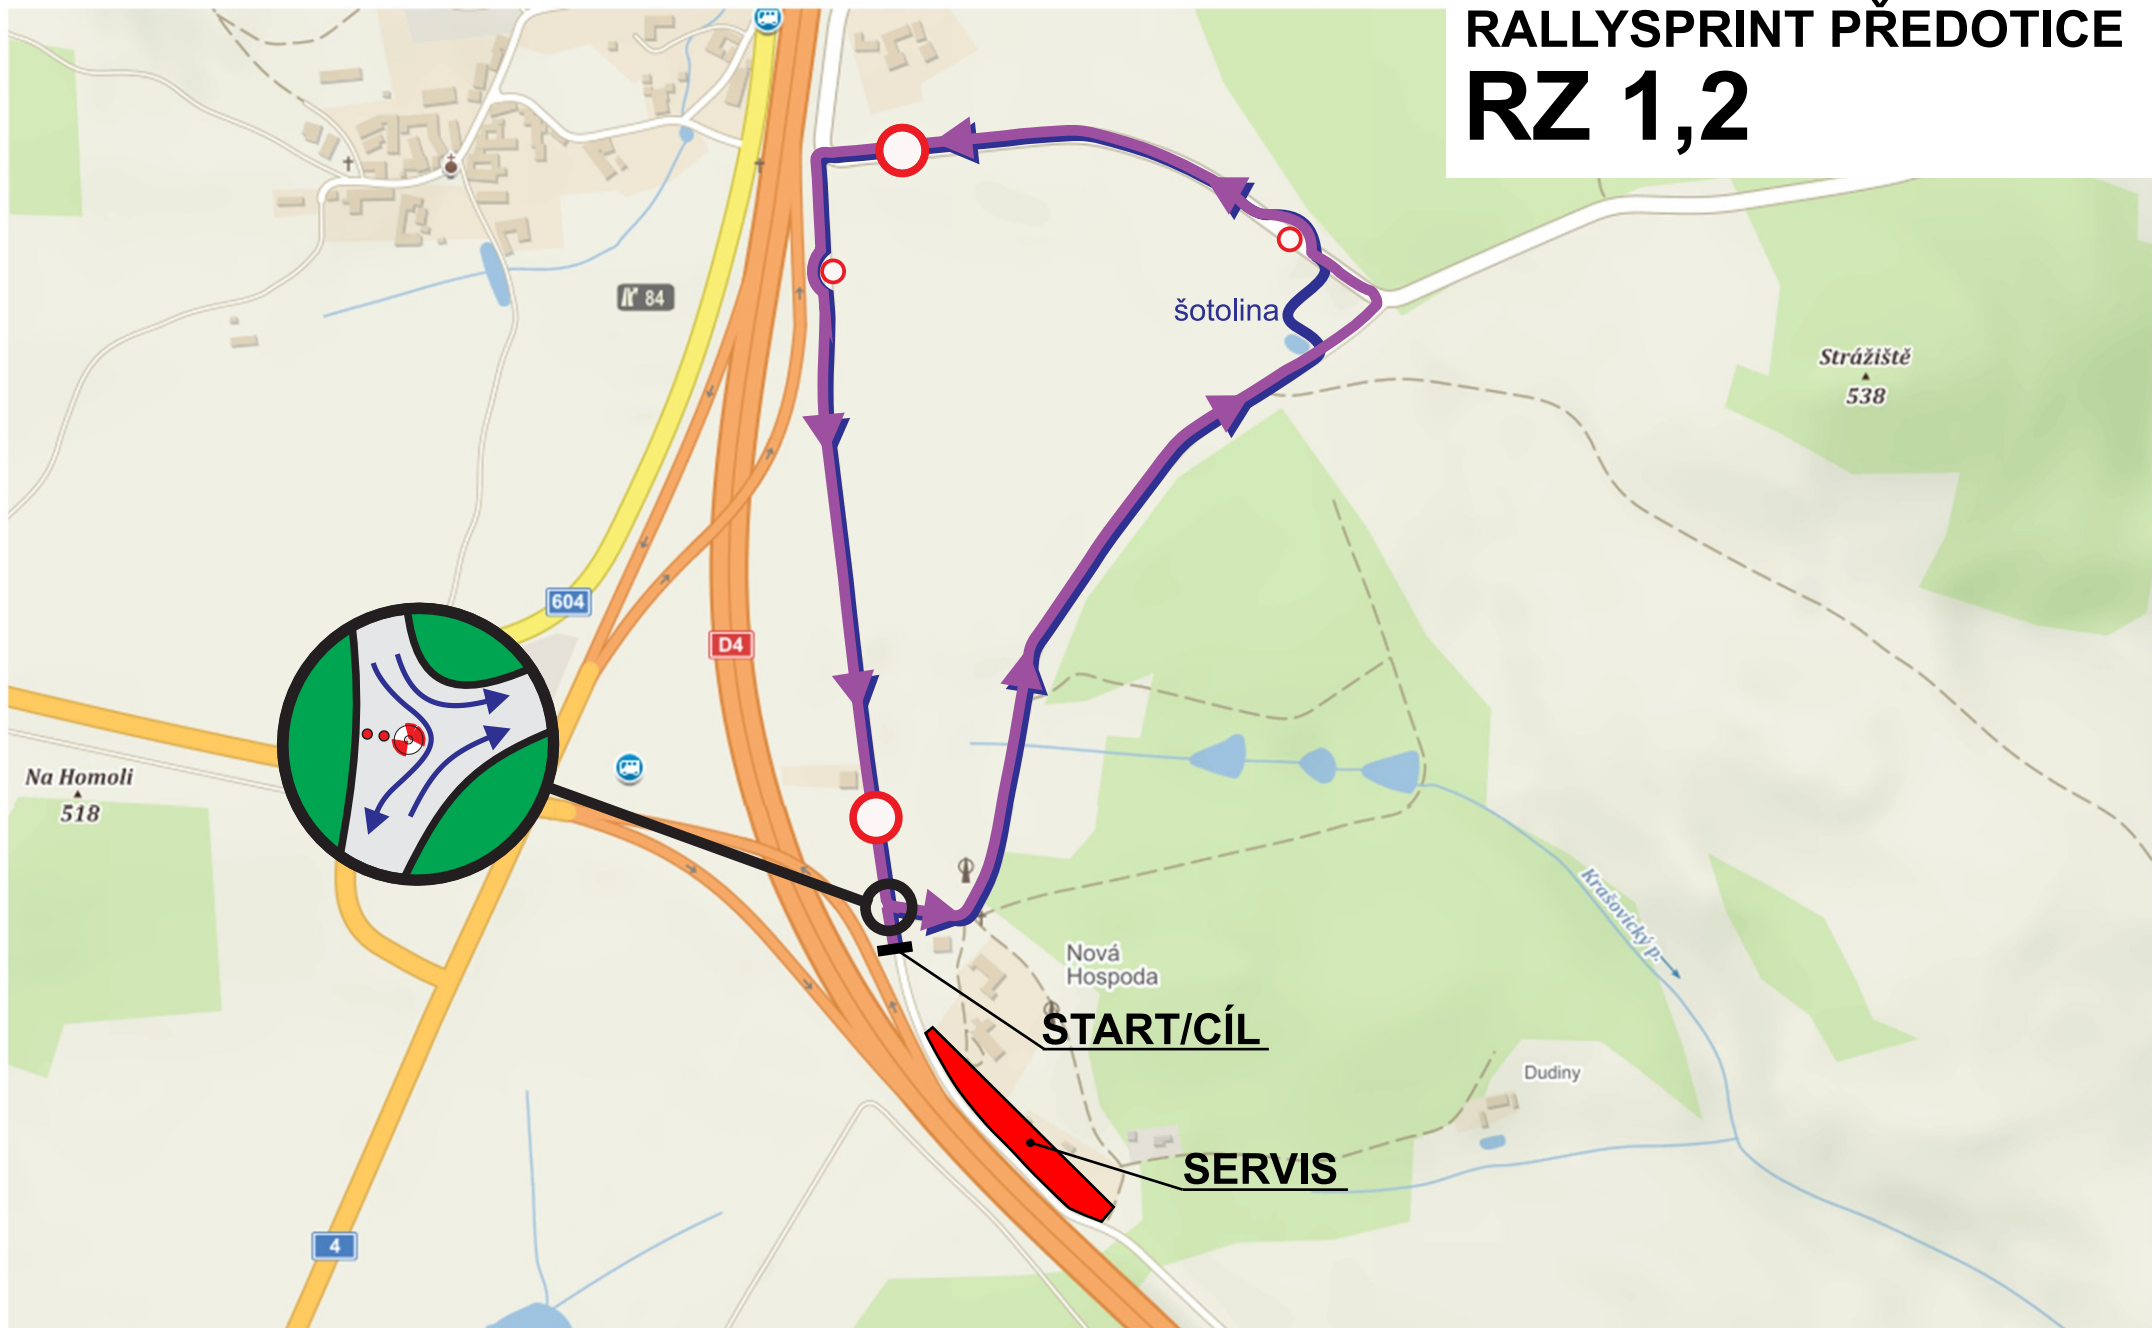 RALLYSPRINT PŘEDOTICE
RZ 1,2
84
šotolina
Strážiště
538
604
D4
Na Homoli
518
Krašovický p.
Nová
Hospoda
START/CÍL
Dudiny
SERVIS
4